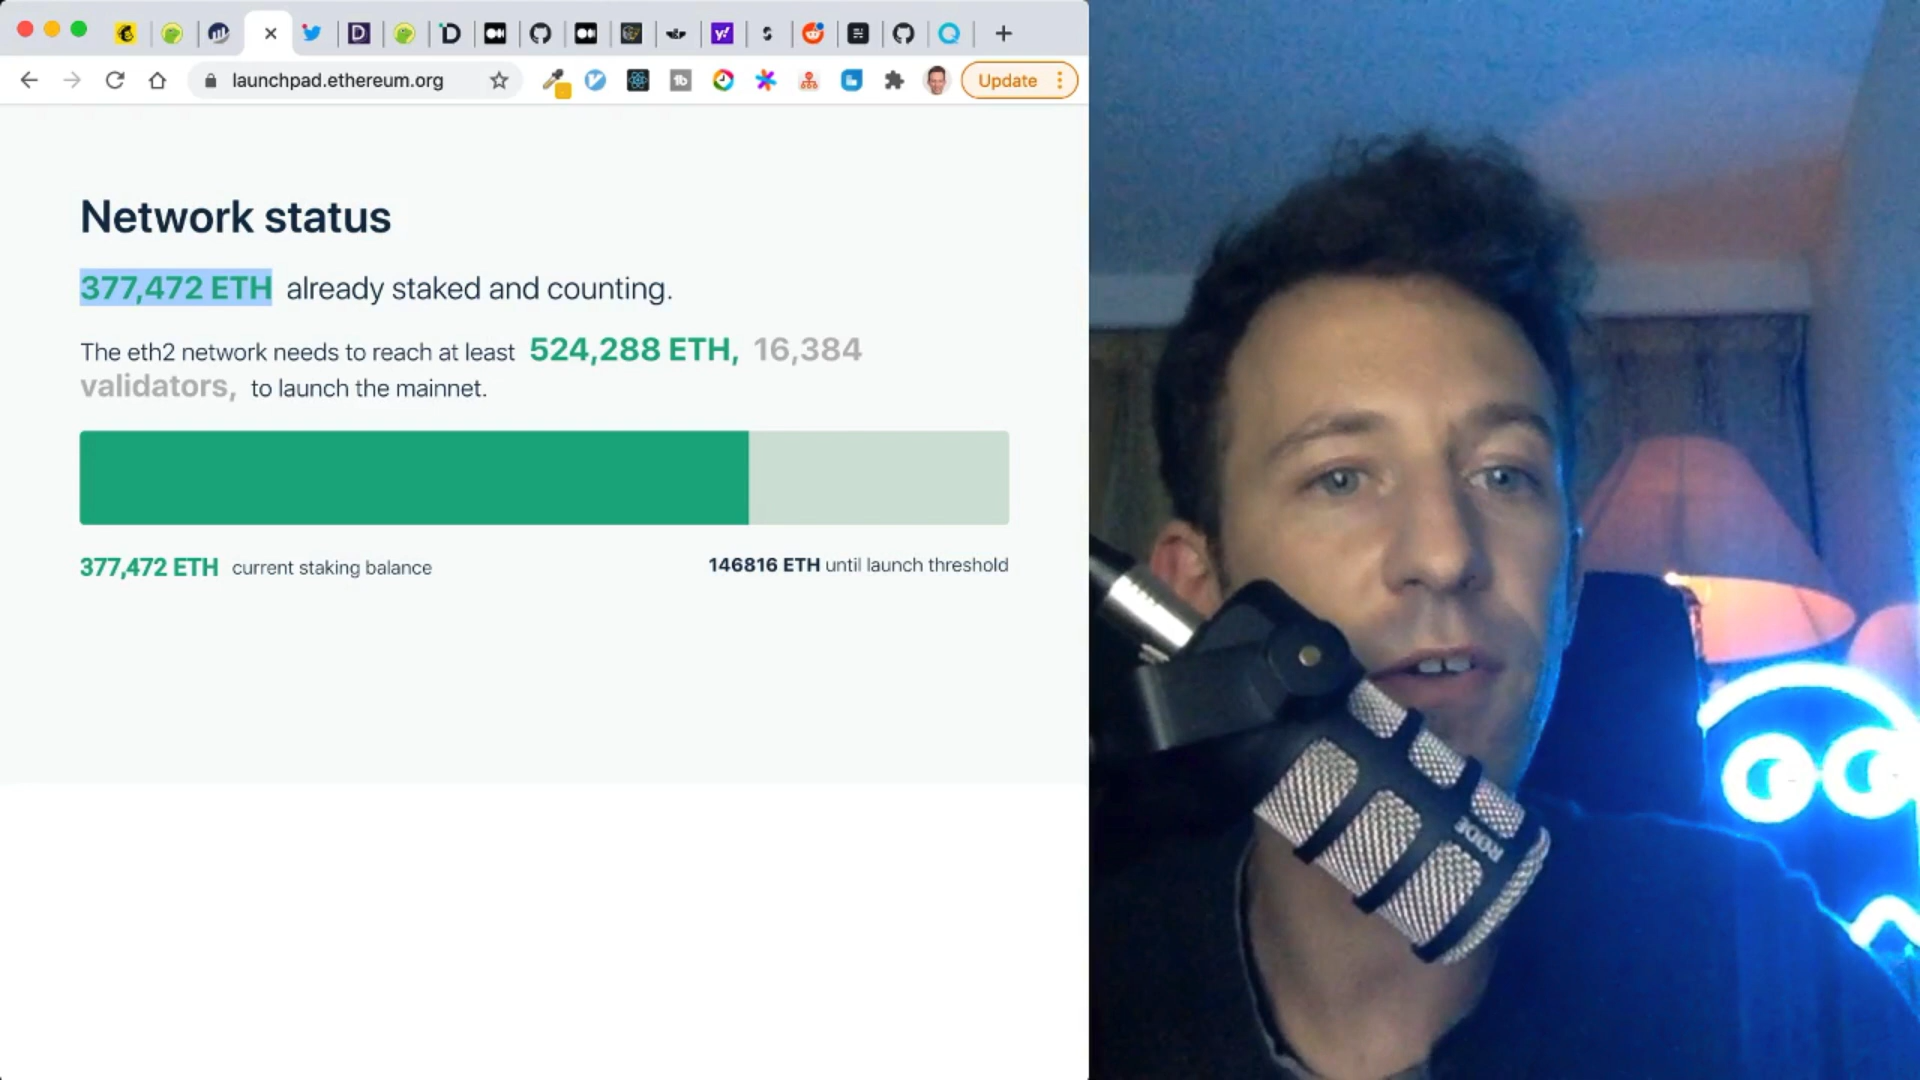 launchpad.ethereum.org
Update
Network status
377,472 ETH already staked and counting.
The eth2 network needs to reach at least 524,288 ETH, 16,384
validators, to launch the mainnet.
377,472 ETH current staking balance
146816 ETH until launch threshold
RODE